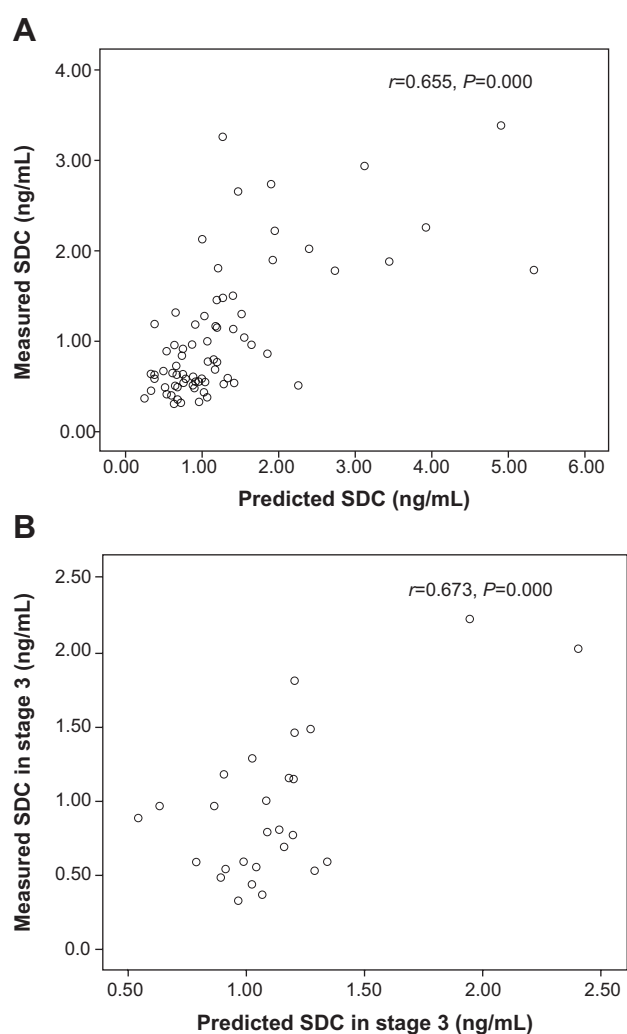 A
4.00
r=0.655, P=0.000
3.00
2.00
1.00
0.00
Measured SDC (ng/mL)
0.00 1.00 2.00 3.00 4.00 5.00 6.00
Predicted SDC (ng/mL)
B
2.50
r=0.673, P=0.000
2.00
1.50
1.00
0.50
0.0
Measured SDC in stage 3 (ng/mL)
0.50 1.00 1.50 2.00 2.50
Predicted SDC in stage 3 (ng/mL)